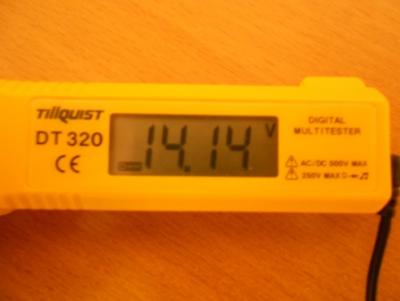 TillQUIST
DT 320
CE
14.14 V
DIGITAL
MULTITESTER
AC/DC 500V MAX
250V MAX Ω